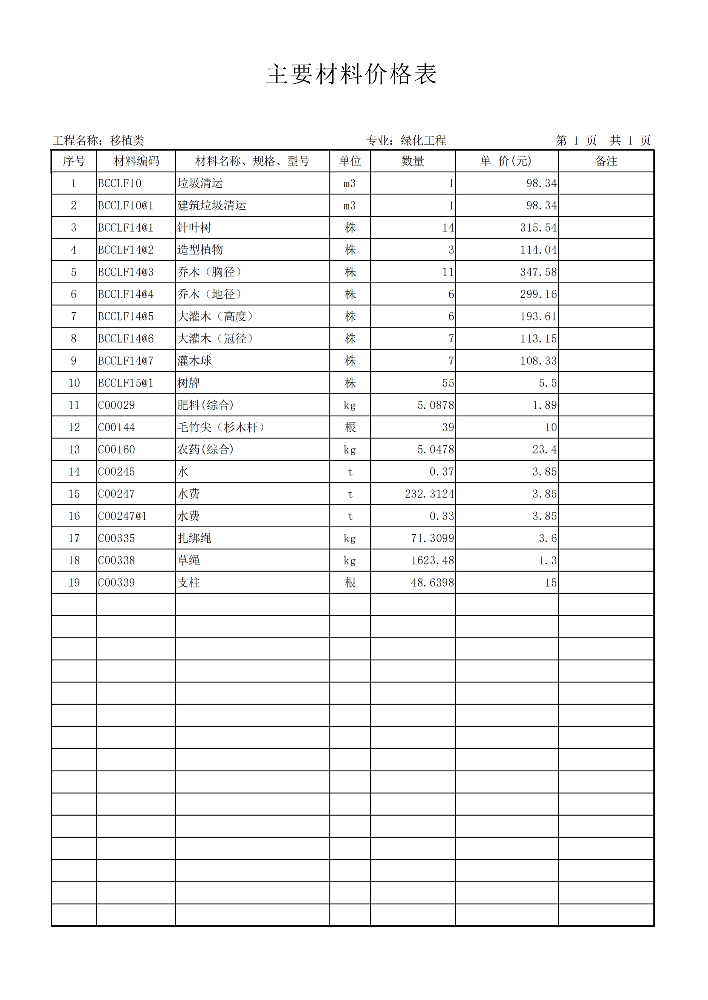 主要材料价格表
工程名称：移植类 专业：绿化工程 第 1 页 共 1 页
序号 材料编码 材料名称、规格、型号 单位 数量 单 价(元) 备注
1 BCCLF10 垃圾清运 m3 1 98.34
2 BCCLF10@1 建筑垃圾清运 m3 1 98.34
3 BCCLF14@1 针叶树 株 14 315.54
4 BCCLF14@2 造型植物 株 3 114.04
5 BCCLF14@3 乔木（胸径） 株 11 347.58
6 BCCLF14@4 乔木（地径） 株 6 299.16
7 BCCLF14@5 大灌木（高度） 株 6 193.61
8 BCCLF14@6 大灌木（冠径） 株 7 113.15
9 BCCLF14@7 灌木球 株 7 108.33
10 BCCLF15@1 树牌 株 55 5.5
11 C00029 肥料(综合) kg 5.0878 1.89
12 C00144 毛竹尖（杉木杆） 根 39 10
13 C00160 农药(综合) kg 5.0478 23.4
14 C00245 水 t 0.37 3.85
15 C00247 水费 t 232.3124 3.85
16 C00247@1 水费 t 0.33 3.85
17 C00335 扎绑绳 kg 71.3099 3.6
18 C00338 草绳 kg 1623.48 1.3
19 C00339 支柱 根 48.6398 15